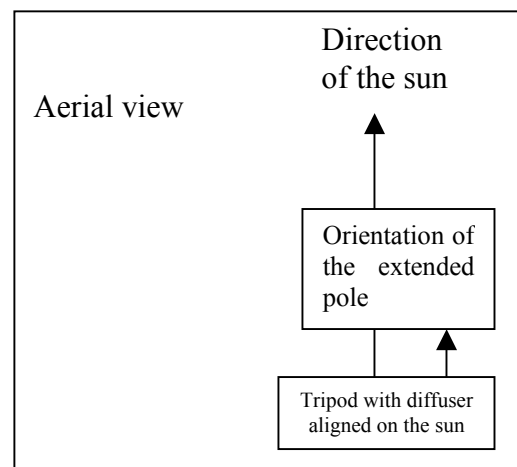 Direction
of the sun
Aerial view
Orientation of
the extended
pole
Tripod with diffuser
aligned on the sun